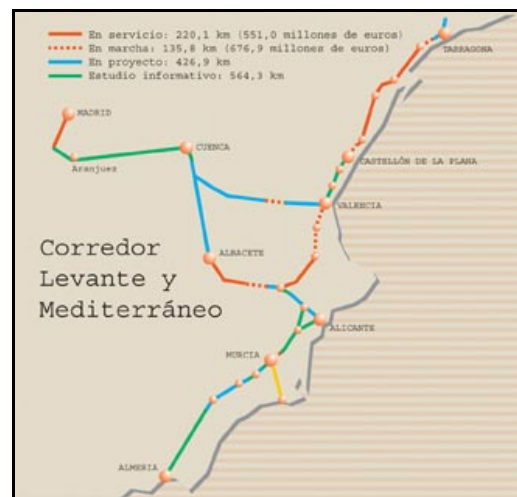 En servicio: 220,1 km (551,0 millones de euros)
En marcha: 135,8 km (676,9 millones de euros)
En proyecto: 426,9 km
Estudio informativo: 564,3 km
TARRAGONA
MADRID
CUENCA
Aranjuez
CASTELLÓN DE LA PLANA
VALENCIA
Corredor
Levante y
Mediterráneo
ALBACETE
ALICANTE
MURCIA
ALMERIA